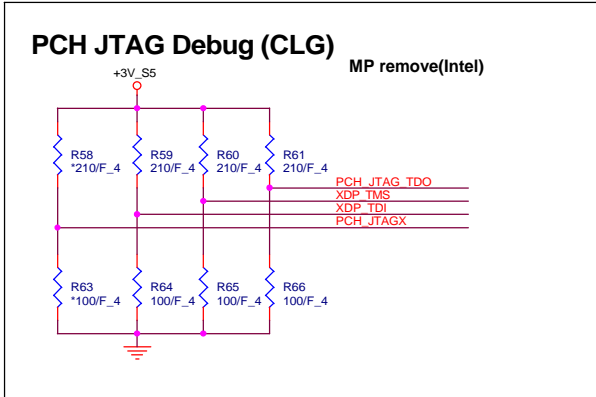 PCH JTAG Debug (CLG)
MP remove(Intel)
+3V_S5
R58
*210/F_4
R59
210/F_4
R60
210/F_4
R61
210/F_4
PCH_JTAG_TDO
XDP_TMS
XDP_TDI
PCH_JTAGX
R63
*100/F_4
R64
100/F_4
R65
100/F_4
R66
100/F_4